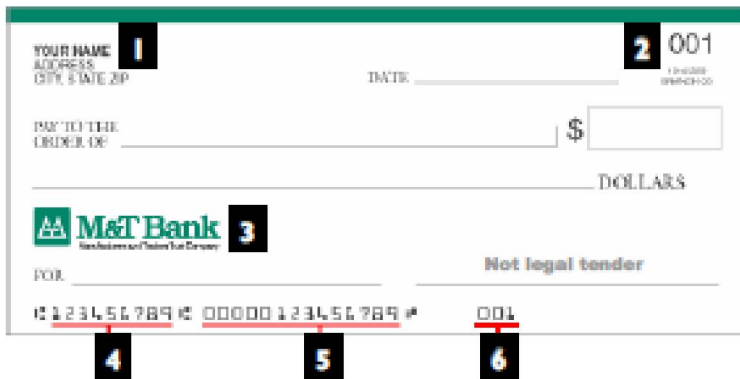 YOUR NAME 1
ADDRESS
CITY, STATE ZIP
2 001
DATE
PAY TO THE
ORDER OF
$
DOLLARS
M&T Bank 3
FOR
Not legal tender
⑆123456789⑆ 00000123456789⑈ 001
4 5 6